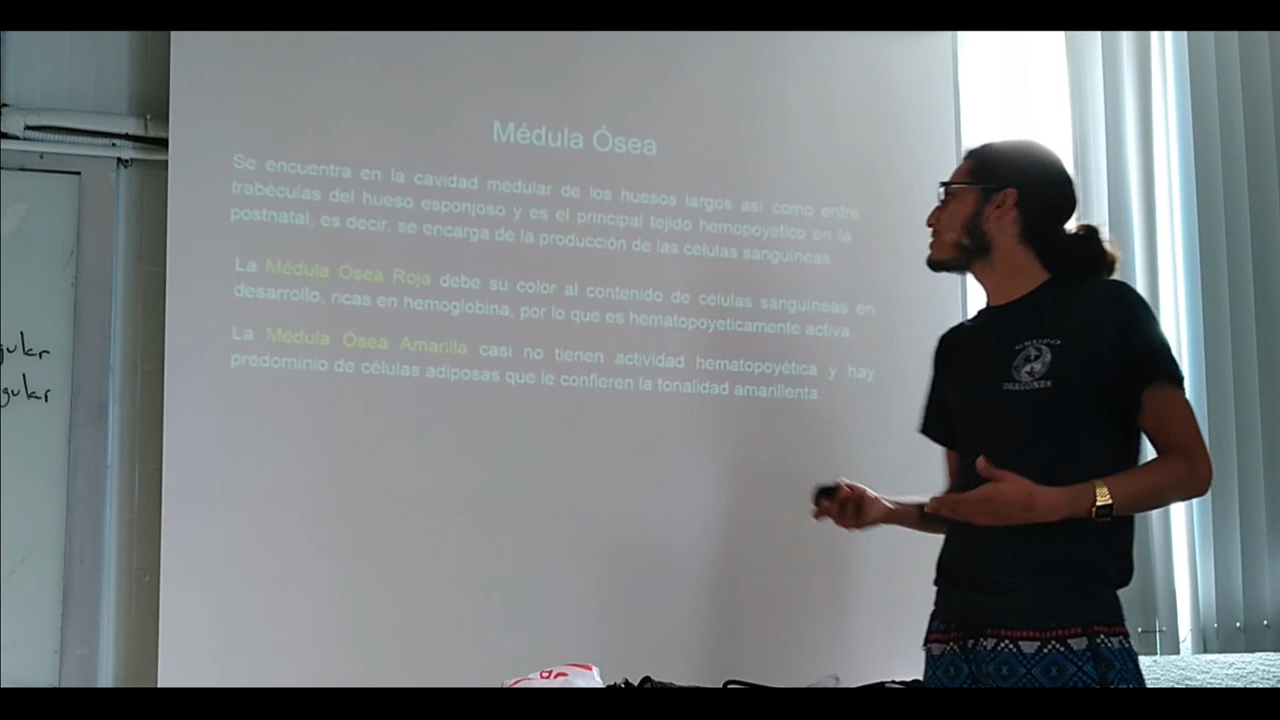 Médula Ósea
Se encuentra en la cavidad medular de los huesos largos así como entre
trabéculas del hueso esponjoso y es el principal tejido hemopoyético en la
postnatal, es decir, se encarga de la producción de las células sanguíneas.
La Médula Ósea Roja debe su color al contenido de células sanguíneas en
desarrollo, ricas en hemoglobina, por lo que es hematopoyeticamente activa.
La Médula Ósea Amarilla casi no tienen actividad hematopoyética y hay
predominio de células adiposas que le confieren la tonalidad amarillenta.
GRUPO
DRAGONES